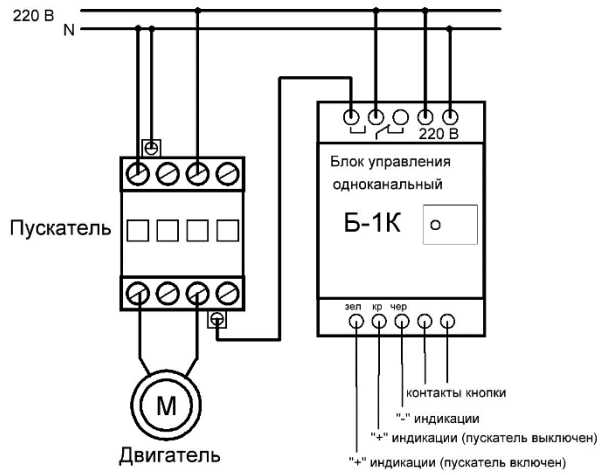 220 В
N
220 В
Блок управления
одноканальный
Б-1К
Пускатель
зел кр чер
М
контакты кнопки
"-" индикации
"+" индикации (пускатель выключен)
Двигатель
"+" индикации (пускатель включен)